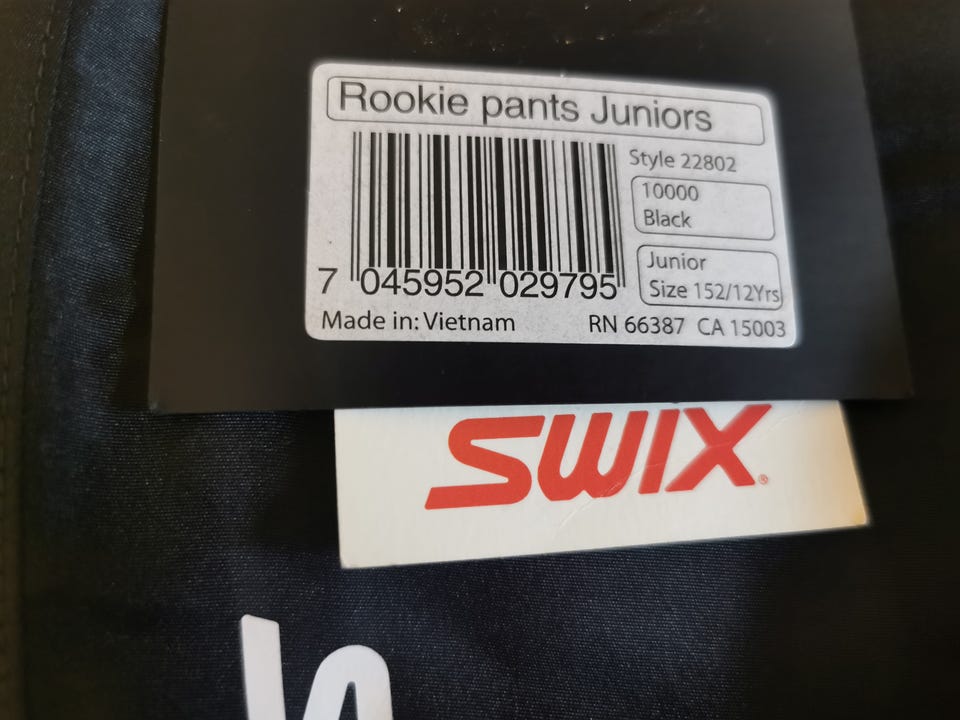 Rookie pants Juniors
Style 22802
10000
Black
Junior
Size 152/12Yrs
7 045952 029795
Made in: Vietnam
RN 66387 CA 15003
SWIX®